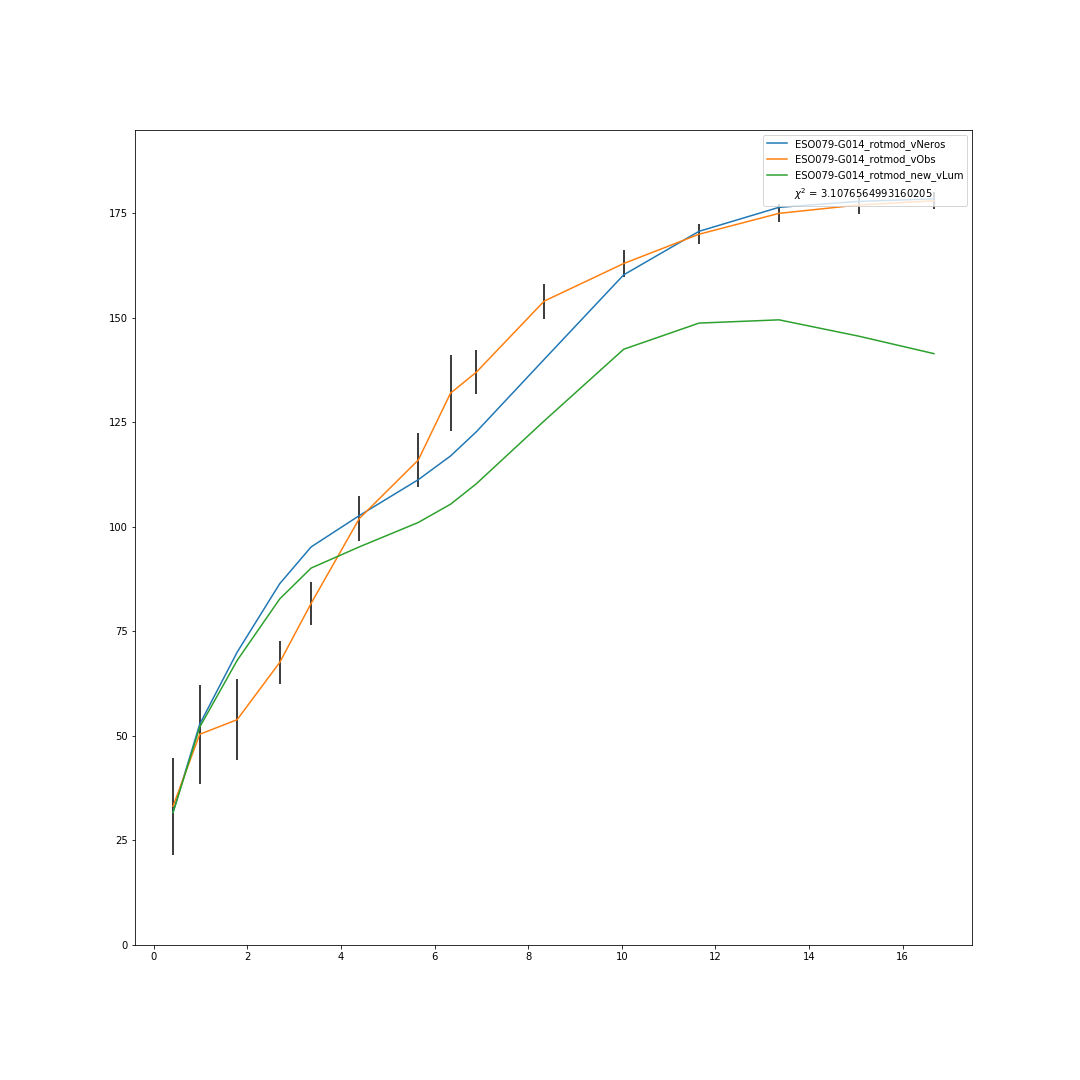 ESO079-G014_rotmod_vNeros
ESO079-G014_rotmod_vObs
ESO079-G014_rotmod_new_vLum
χ² = 3.1076564993160205
175
150
125
100
75
50
25
0
0 2 4 6 8 10 12 14 16